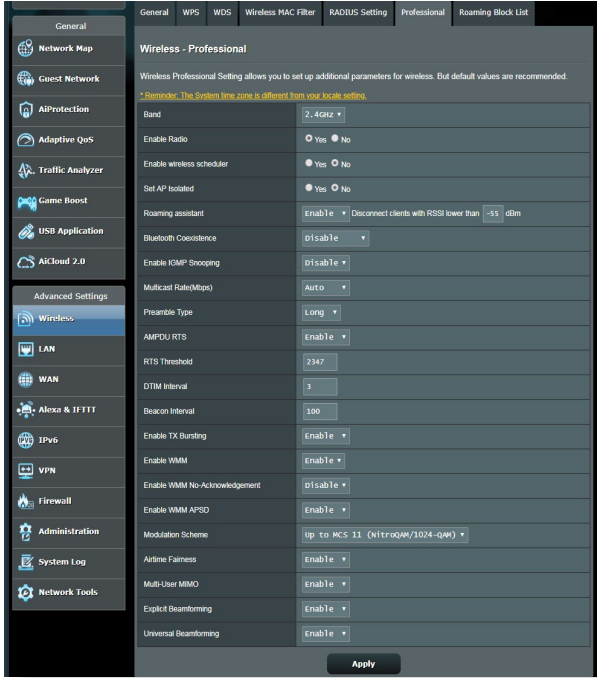 General
Network Map
Guest Network
AiProtection
Adaptive QoS
Traffic Analyzer
Game Boost
USB Application
AiCloud 2.0
Advanced Settings
Wireless
LAN
WAN
Alexa & IFTTT
IPv6
VPN
Firewall
Administration
System Log
Network Tools
General WPS WDS Wireless MAC Filter RADIUS Setting Professional Roaming Block List
Wireless - Professional
Wireless Professional Setting allows you to set up additional parameters for wireless. But default values are recommended.
* Reminder: The System time zone is different from your locale setting.
Band 2.4GHz
Enable Radio Yes No
Enable wireless scheduler Yes No
Set AP Isolated Yes No
Roaming assistant Enable Disconnect clients with RSSI lower than -55 dBm
Bluetooth Coexistence Disable
Enable IGMP Snooping Disable
Multicast Rate(Mbps) Auto
Preamble Type Long
AMPDU RTS Enable
RTS Threshold 2347
DTIM Interval 3
Beacon Interval 100
Enable TX Bursting Enable
Enable WMM Enable
Enable WMM No-Acknowledgement Disable
Enable WMM APSD Enable
Modulation Scheme Up to MCS 11 (NitroQAM/1024-QAM)
Airtime Fairness Enable
Multi-User MIMO Enable
Explicit Beamforming Enable
Universal Beamforming Enable
Apply